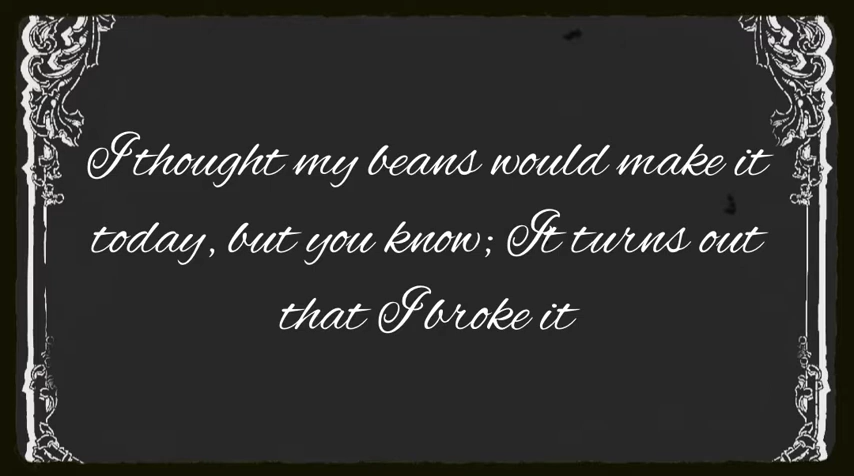 I thought my beans would make it
today, but you know; It turns out
that I broke it